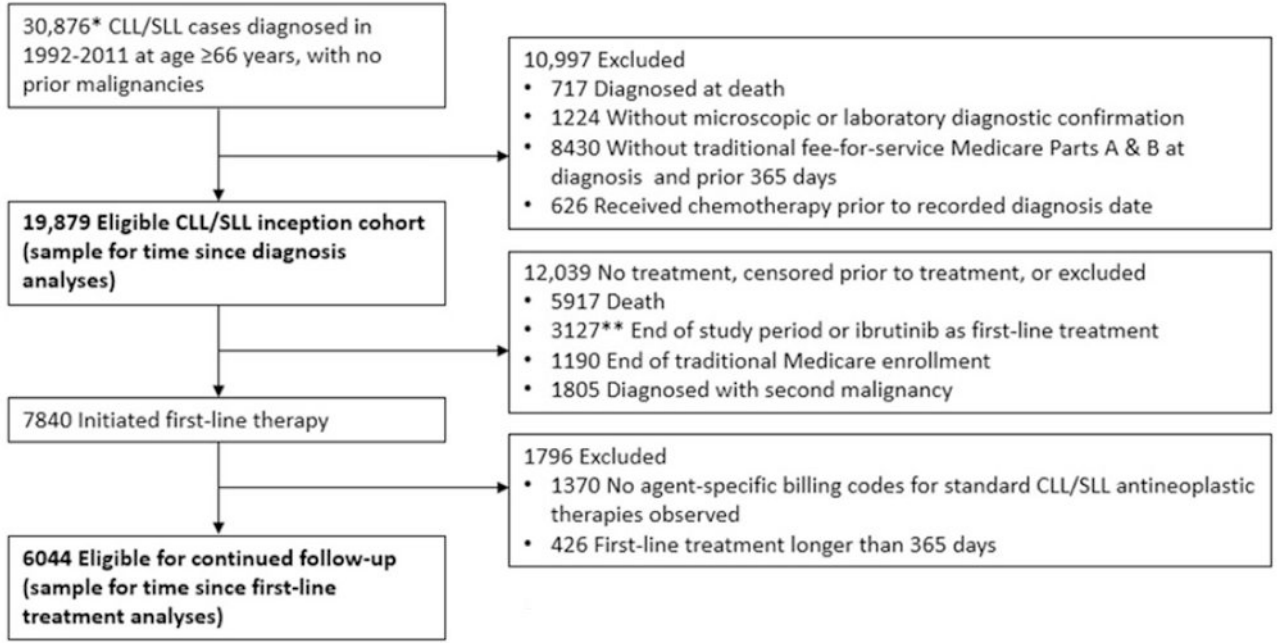 30,876* CLL/SLL cases diagnosed in
1992-2011 at age ≥66 years, with no
prior malignancies
10,997 Excluded
• 717 Diagnosed at death
• 1224 Without microscopic or laboratory diagnostic confirmation
• 8430 Without traditional fee-for-service Medicare Parts A & B at
diagnosis and prior 365 days
• 626 Received chemotherapy prior to recorded diagnosis date
19,879 Eligible CLL/SLL inception cohort
(sample for time since diagnosis
analyses)
12,039 No treatment, censored prior to treatment, or excluded
• 5917 Death
• 3127** End of study period or ibrutinib as first-line treatment
• 1190 End of traditional Medicare enrollment
• 1805 Diagnosed with second malignancy
7840 Initiated first-line therapy
1796 Excluded
• 1370 No agent-specific billing codes for standard CLL/SLL antineoplastic
therapies observed
• 426 First-line treatment longer than 365 days
6044 Eligible for continued follow-up
(sample for time since first-line
treatment analyses)